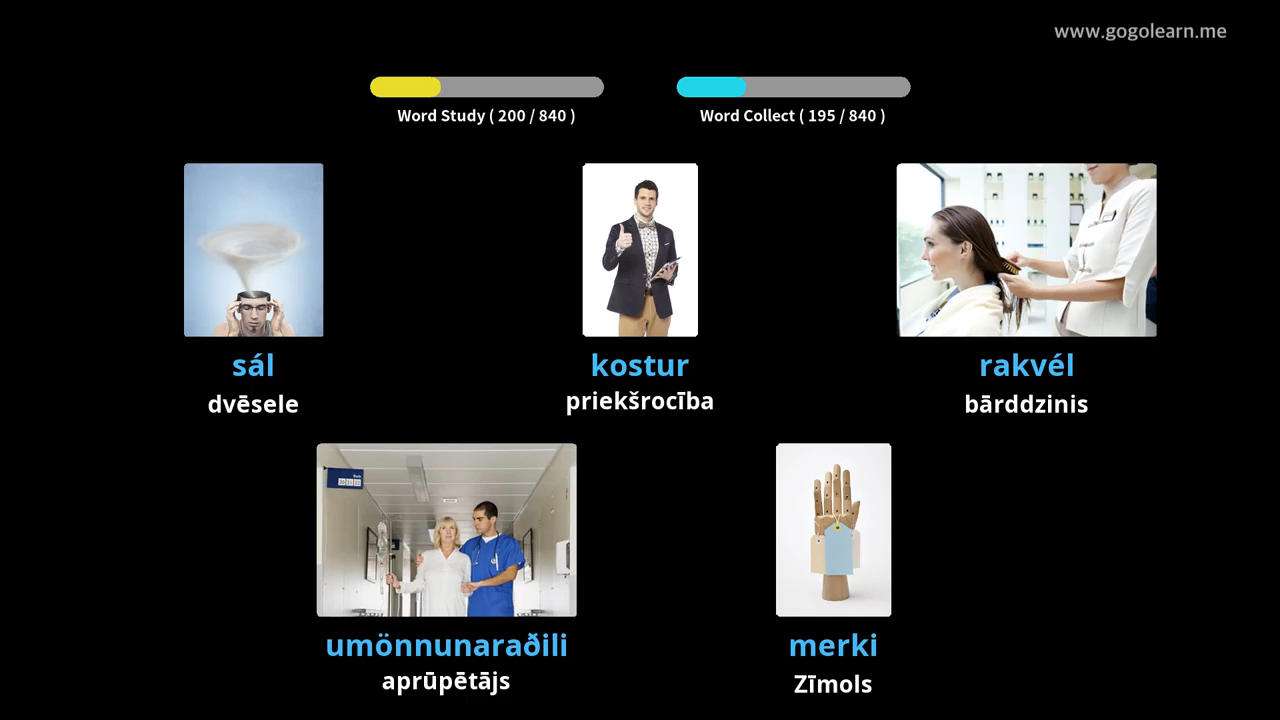 www.gogolearn.me
Word Study ( 200 / 840 )
Word Collect ( 195 / 840 )
sál
dvēsele
kostur
priekšrocība
rakvél
bārddzinis
umönnunaraðili
aprūpētājs
merki
Zīmols